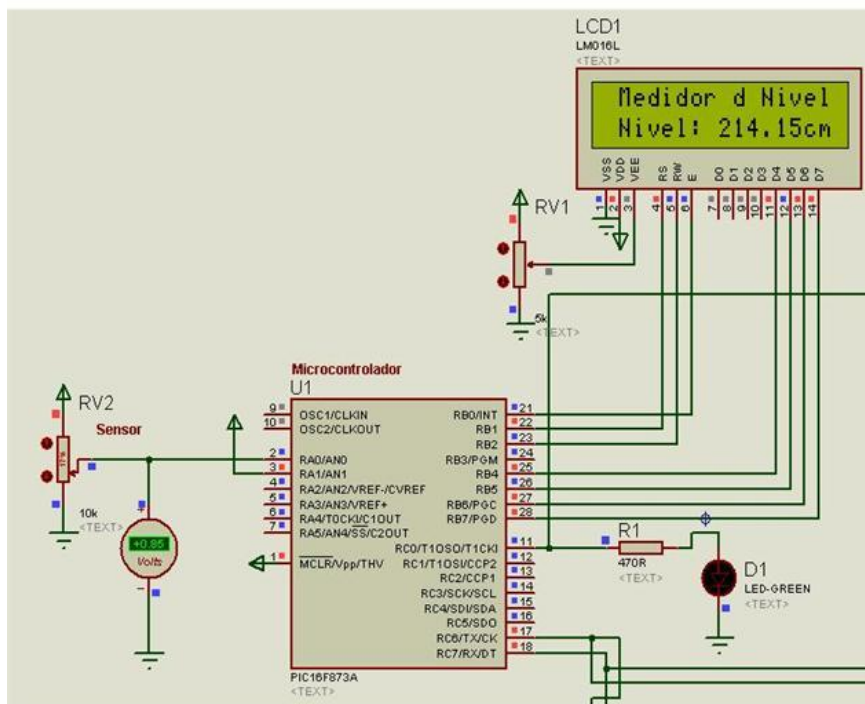 LCD1
LM016L
<TEXT>
Medidor d Nivel
Nivel: 214.15cm
VSS
VDD
VEE
RS
RW
E
D0
D1
D2
D3
D4
D5
D6
D7
1
2
3
4
5
6
7
8
9
10
11
12
13
14
RV1
5k
<TEXT>
Microcontrolador
U1
RV2
Sensor
10k
<TEXT>
+0.85
Volts
+
-
9 OSC1/CLKIN
10 OSC2/CLKOUT
2 RA0/AN0
3 RA1/AN1
4 RA2/AN2/VREF-/CVREF
5 RA3/AN3/VREF+
6 RA4/T0CKI/C1OUT
7 RA5/AN4/SS/C2OUT
1 MCLR/Vpp/THV
RB0/INT 21
RB1 22
RB2 23
RB3/PGM 24
RB4 25
RB5 26
RB6/PGC 27
RB7/PGD 28
RC0/T1OSO/T1CKI 11
RC1/T1OSI/CCP2 12
RC2/CCP1 13
RC3/SCK/SCL 14
RC4/SDI/SDA 15
RC5/SDO 16
RC6/TX/CK 17
RC7/RX/DT 18
PIC16F873A
<TEXT>
R1
470R
<TEXT>
D1
LED-GREEN
<TEXT>